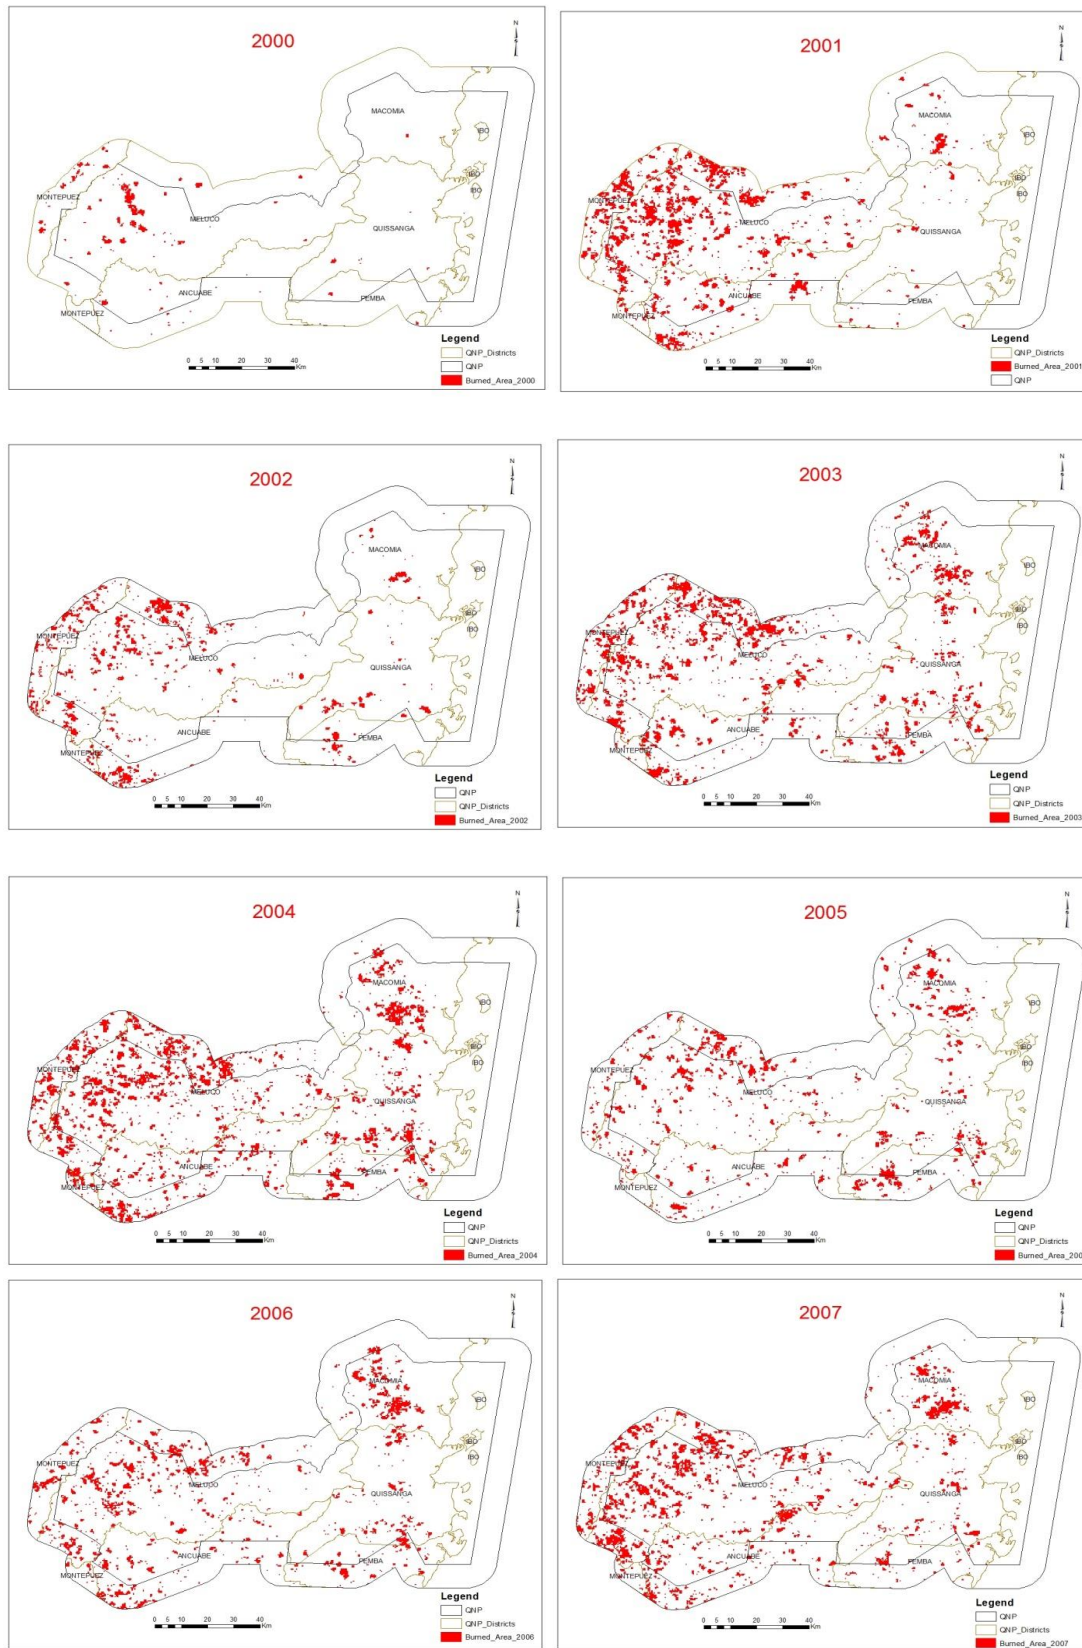 2000
N
MACOMIA
IBO
IBO
IBO
MONTEPUEZ
MELUCO
QUISSANGA
ANCUABE
PEMBA
MONTEPUEZ
Legend
QNP_Districts
QNP
Burned_Area_2000
0 5 10 20 30 40
Km
2001
N
MACOMIA
IBO
IBO
IBO
MONTEPUEZ
MELUCO
QUISSANGA
ANCUABE
PEMBA
MONTEPUEZ
Legend
QNP_Districts
Burned_Area_2001
QNP
0 5 10 20 30 40
Km
2002
N
MACOMIA
IBO
IBO
IBO
MONTEPUEZ
MELUCO
QUISSANGA
ANCUABE
PEMBA
MONTEPUEZ
Legend
QNP
QNP_Districts
Burned_Area_2002
0 5 10 20 30 40
Km
2003
N
MACOMIA
IBO
IBO
IBO
MONTEPUEZ
MELUCO
QUISSANGA
ANCUABE
PEMBA
MONTEPUEZ
Legend
QNP
QNP_Districts
Burned_Area_2003
0 5 10 20 30 40
Km
2004
N
MACOMIA
IBO
IBO
IBO
MONTEPUEZ
MELUCO
QUISSANGA
ANCUABE
PEMBA
MONTEPUEZ
Legend
QNP
QNP_Districts
Burned_Area_2004
0 5 10 20 30 40
Km
2005
N
MACOMIA
IBO
IBO
IBO
MONTEPUEZ
MELUCO
QUISSANGA
ANCUABE
PEMBA
MONTEPUEZ
Legend
QNP
QNP_Districts
Burned_Area_200
0 5 10 20 30 40
Km
2006
N
MACOMIA
IBO
IBO
IBO
MONTEPUEZ
MELUCO
QUISSANGA
ANCUABE
PEMBA
MONTEPUEZ
Legend
QNP
QNP_Districts
Burned_Area_2006
0 5 10 20 30 40
Km
2007
N
MACOMIA
IBO
IBO
IBO
MONTEPUEZ
MELUCO
QUISSANGA
ANCUABE
PEMBA
MONTEPUEZ
Legend
QNP
QNP_Districts
Burned_Area_2007
0 5 10 20 30 40
Km